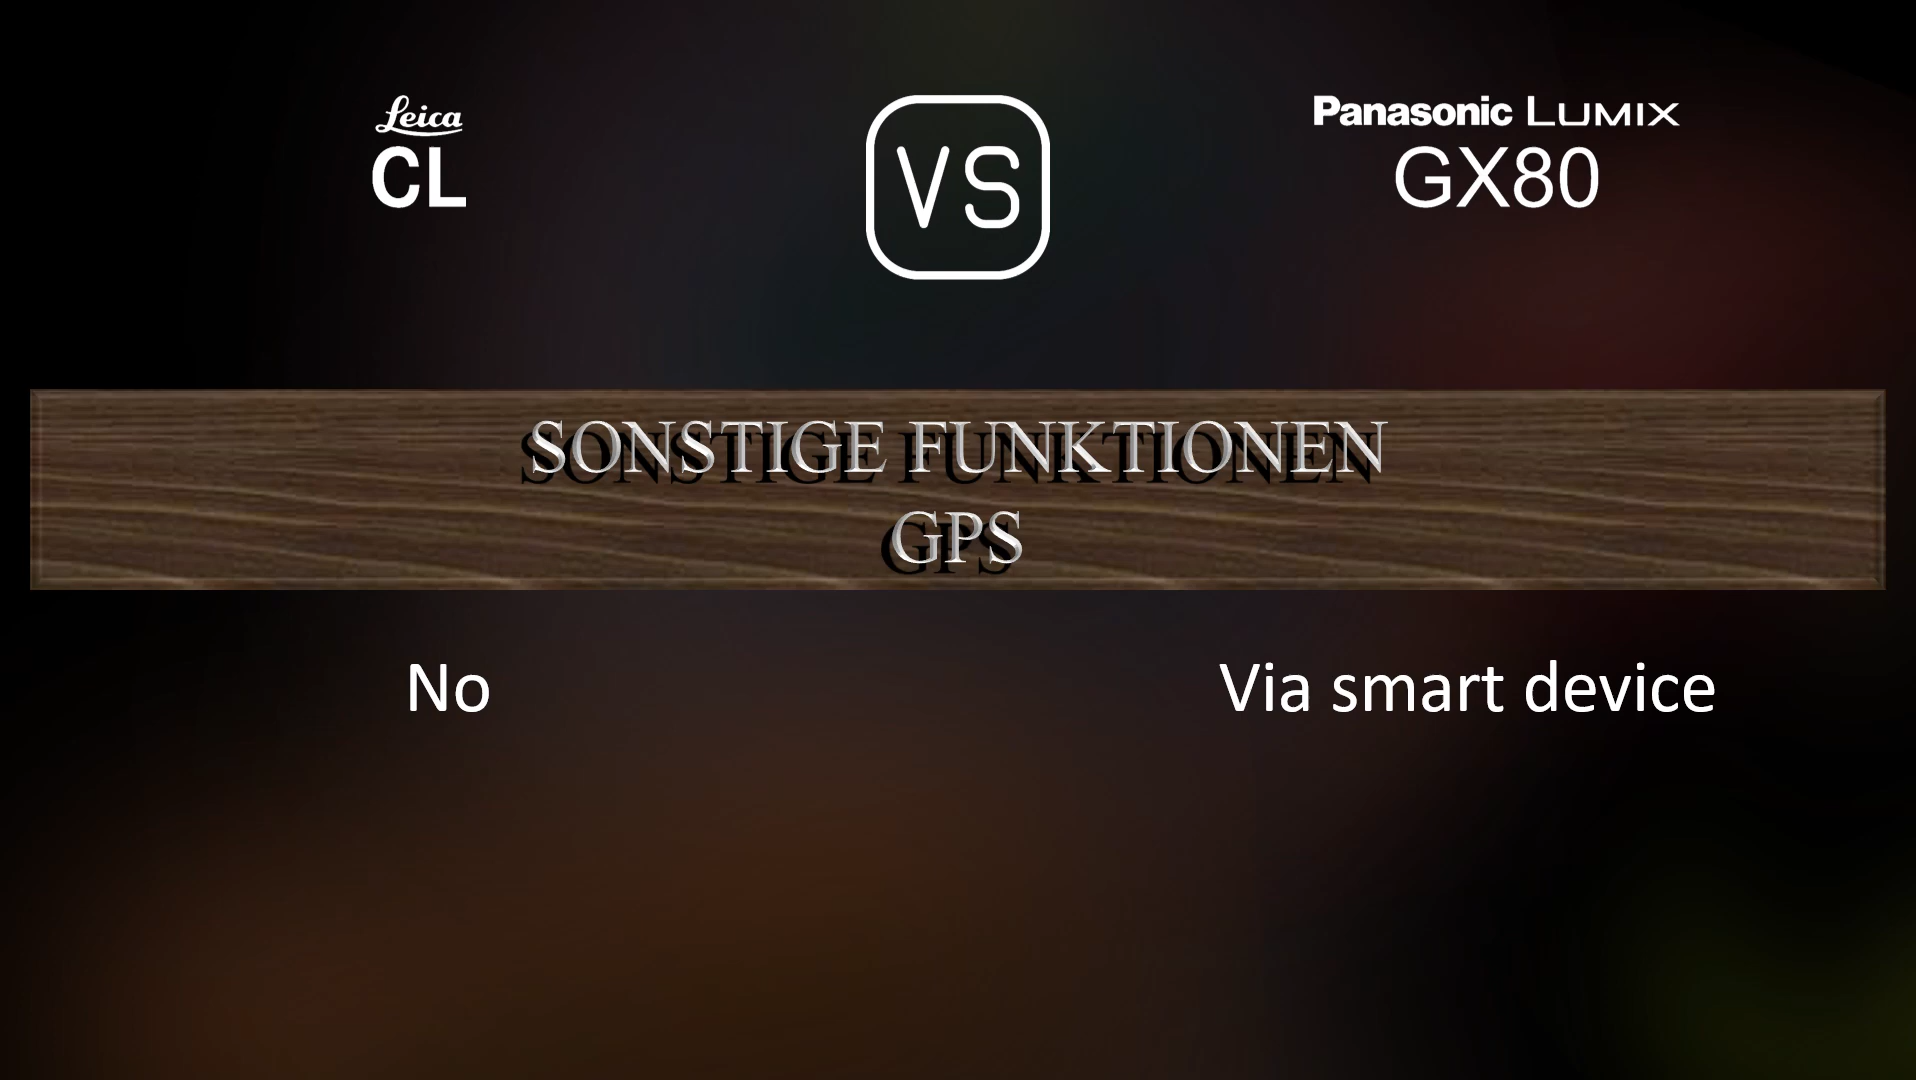 Leica
CL
VS
Panasonic LUMIX
GX80
SONSTIGE FUNKTIONEN
GPS
No
Via smart device